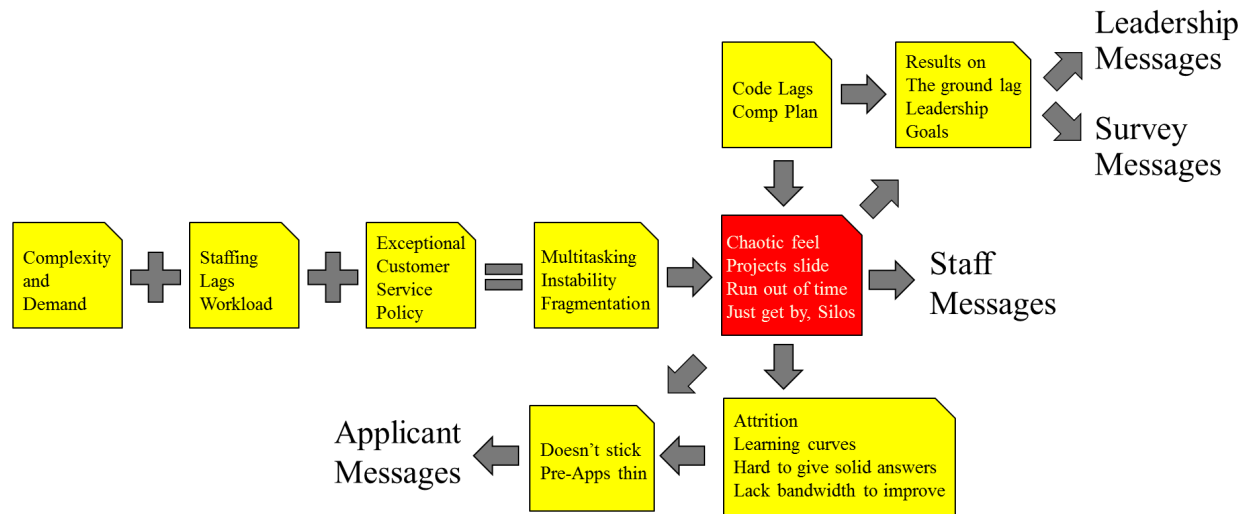 Leadership
Messages
Code Lags
Comp Plan
Results on
The ground lag
Leadership
Goals
Survey
Messages
Complexity
and
Demand
Staffing
Lags
Workload
Exceptional
Customer
Service
Policy
Multitasking
Instability
Fragmentation
Chaotic feel
Projects slide
Run out of time
Just get by, Silos
Staff
Messages
Applicant
Messages
Doesn’t stick
Pre-Apps thin
Attrition
Learning curves
Hard to give solid answers
Lack bandwidth to improve